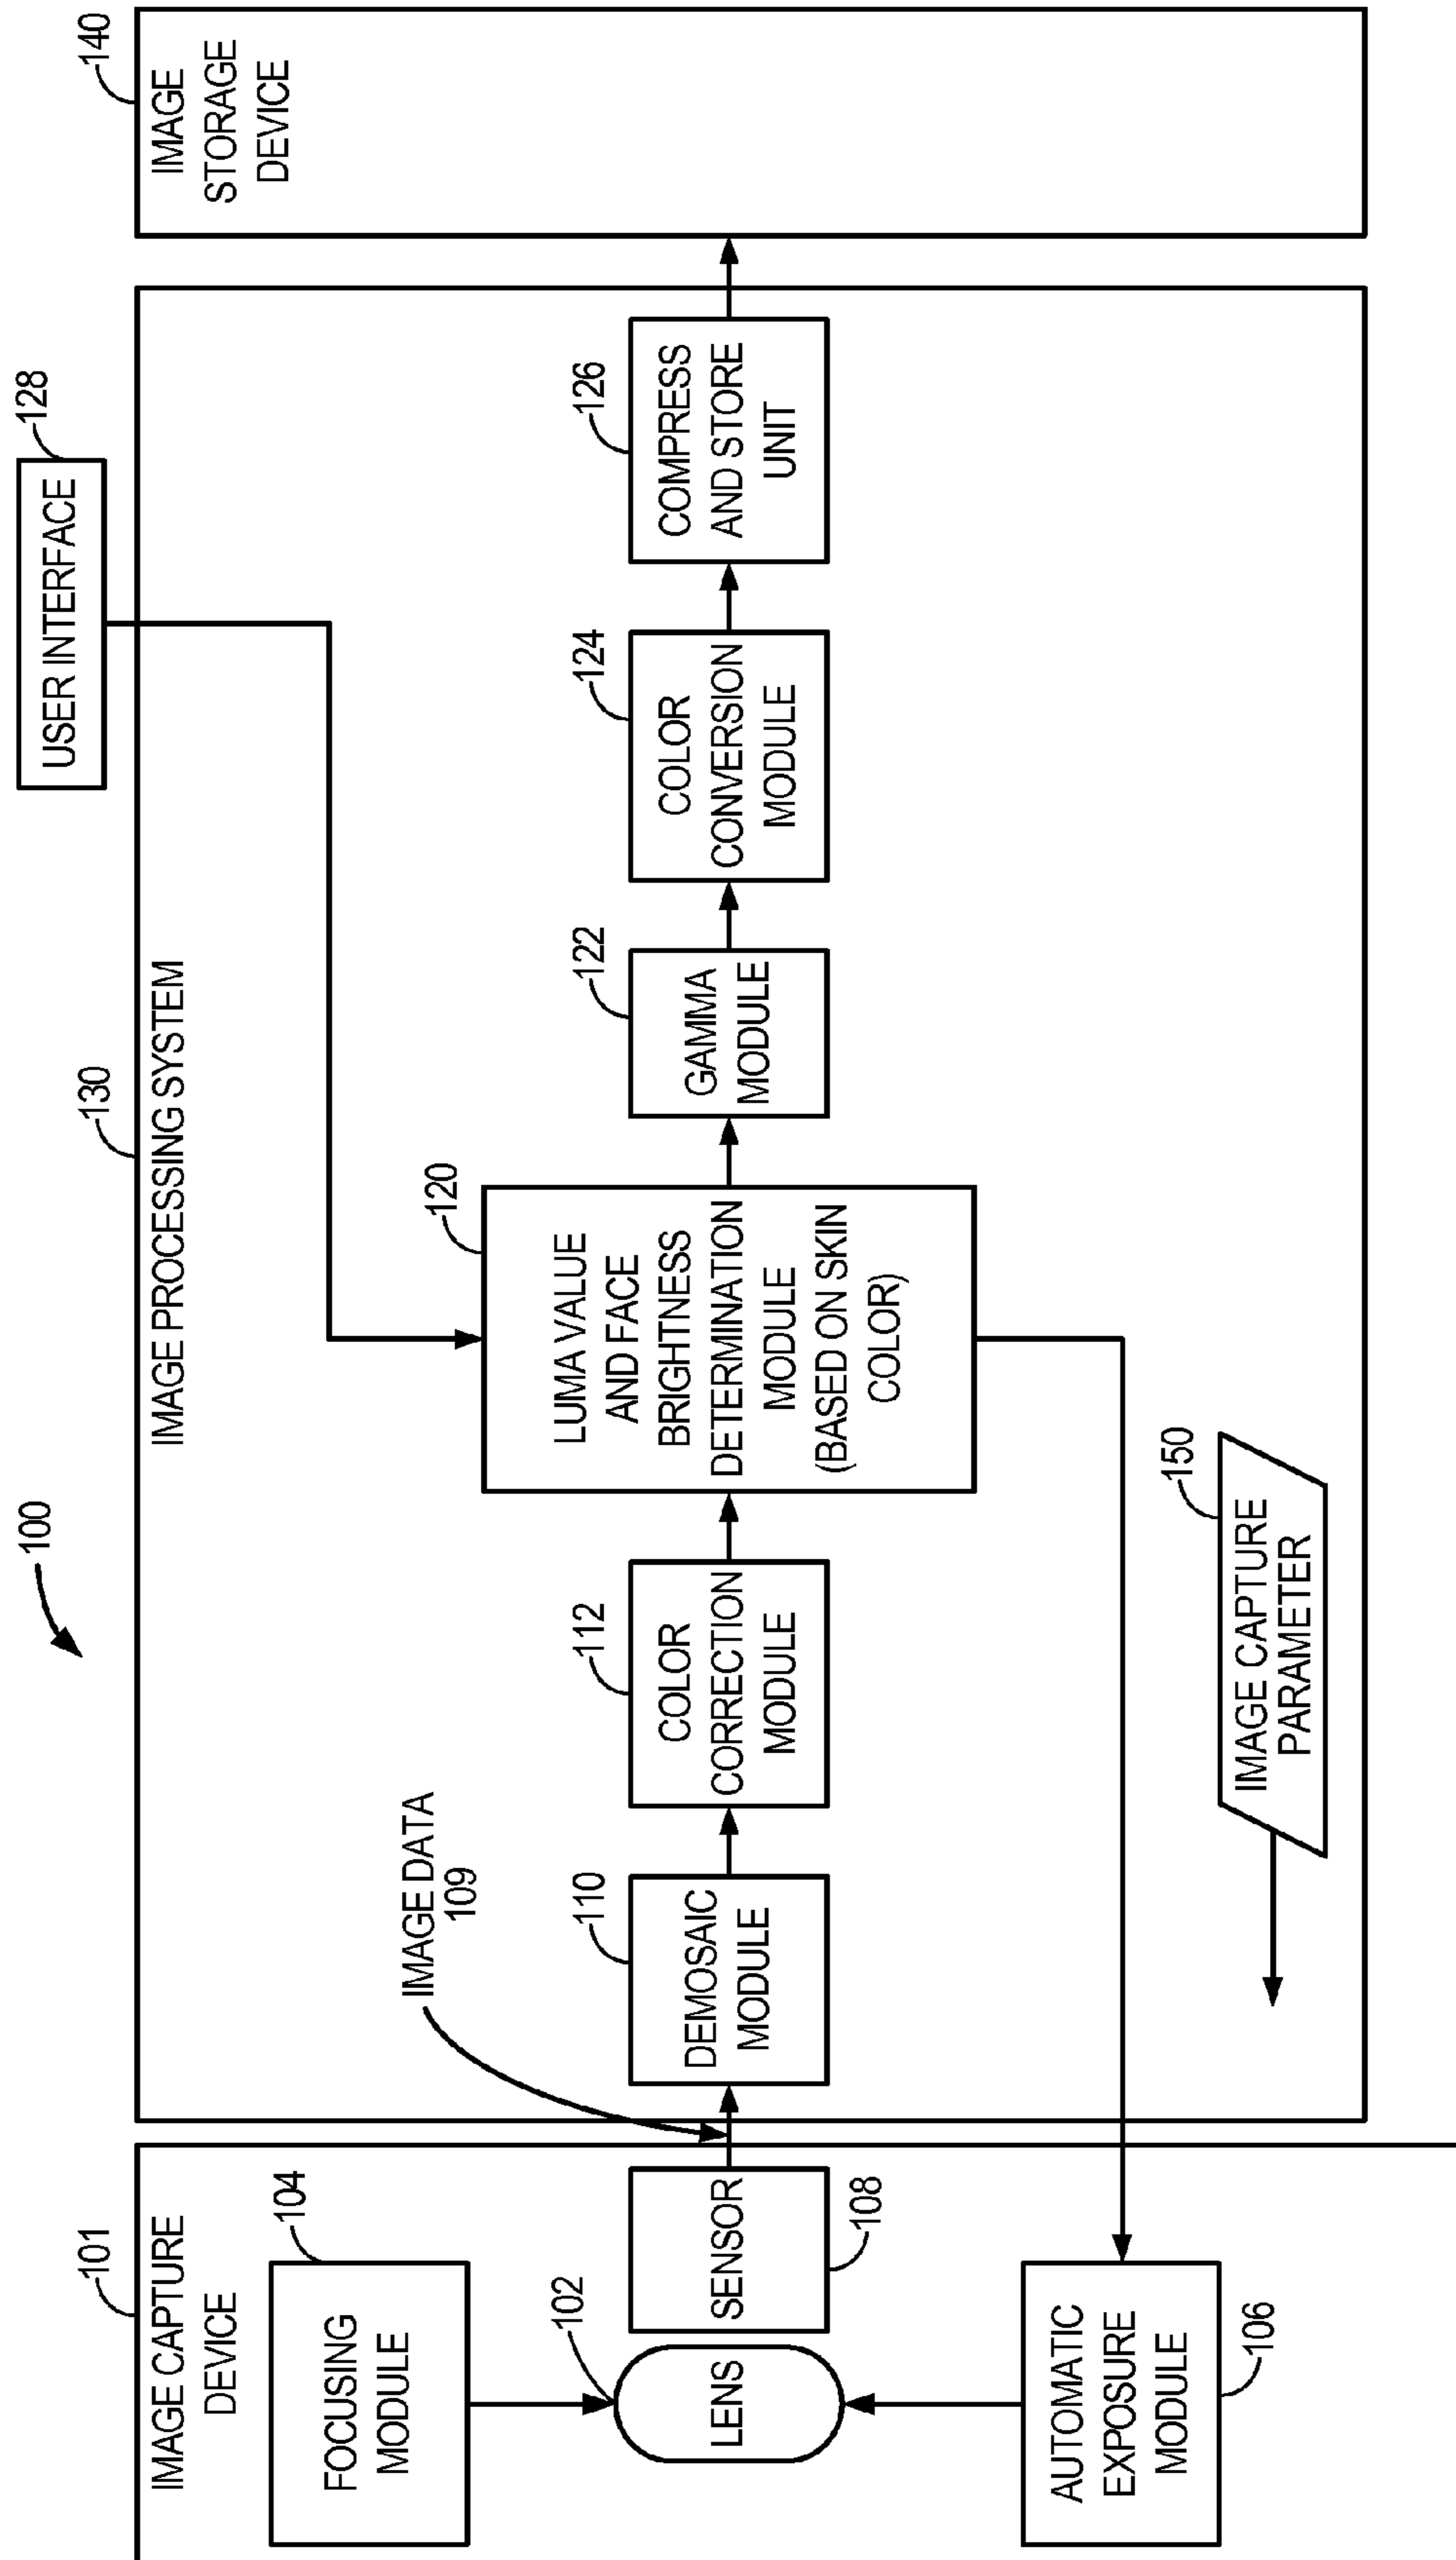 100
128
USER INTERFACE
101
IMAGE CAPTURE
DEVICE
104
FOCUSING
MODULE
102
LENS
SENSOR
108
AUTOMATIC
EXPOSURE
MODULE
106
IMAGE DATA
109
130
IMAGE PROCESSING SYSTEM
110
DEMOSAIC
MODULE
112
COLOR
CORRECTION
MODULE
120
LUMA VALUE
AND FACE
BRIGHTNESS
DETERMINATION
MODULE
(BASED ON SKIN
COLOR)
122
GAMMA
MODULE
124
COLOR
CONVERSION
MODULE
126
COMPRESS
AND STORE
UNIT
150
IMAGE CAPTURE
PARAMETER
140
IMAGE
STORAGE
DEVICE